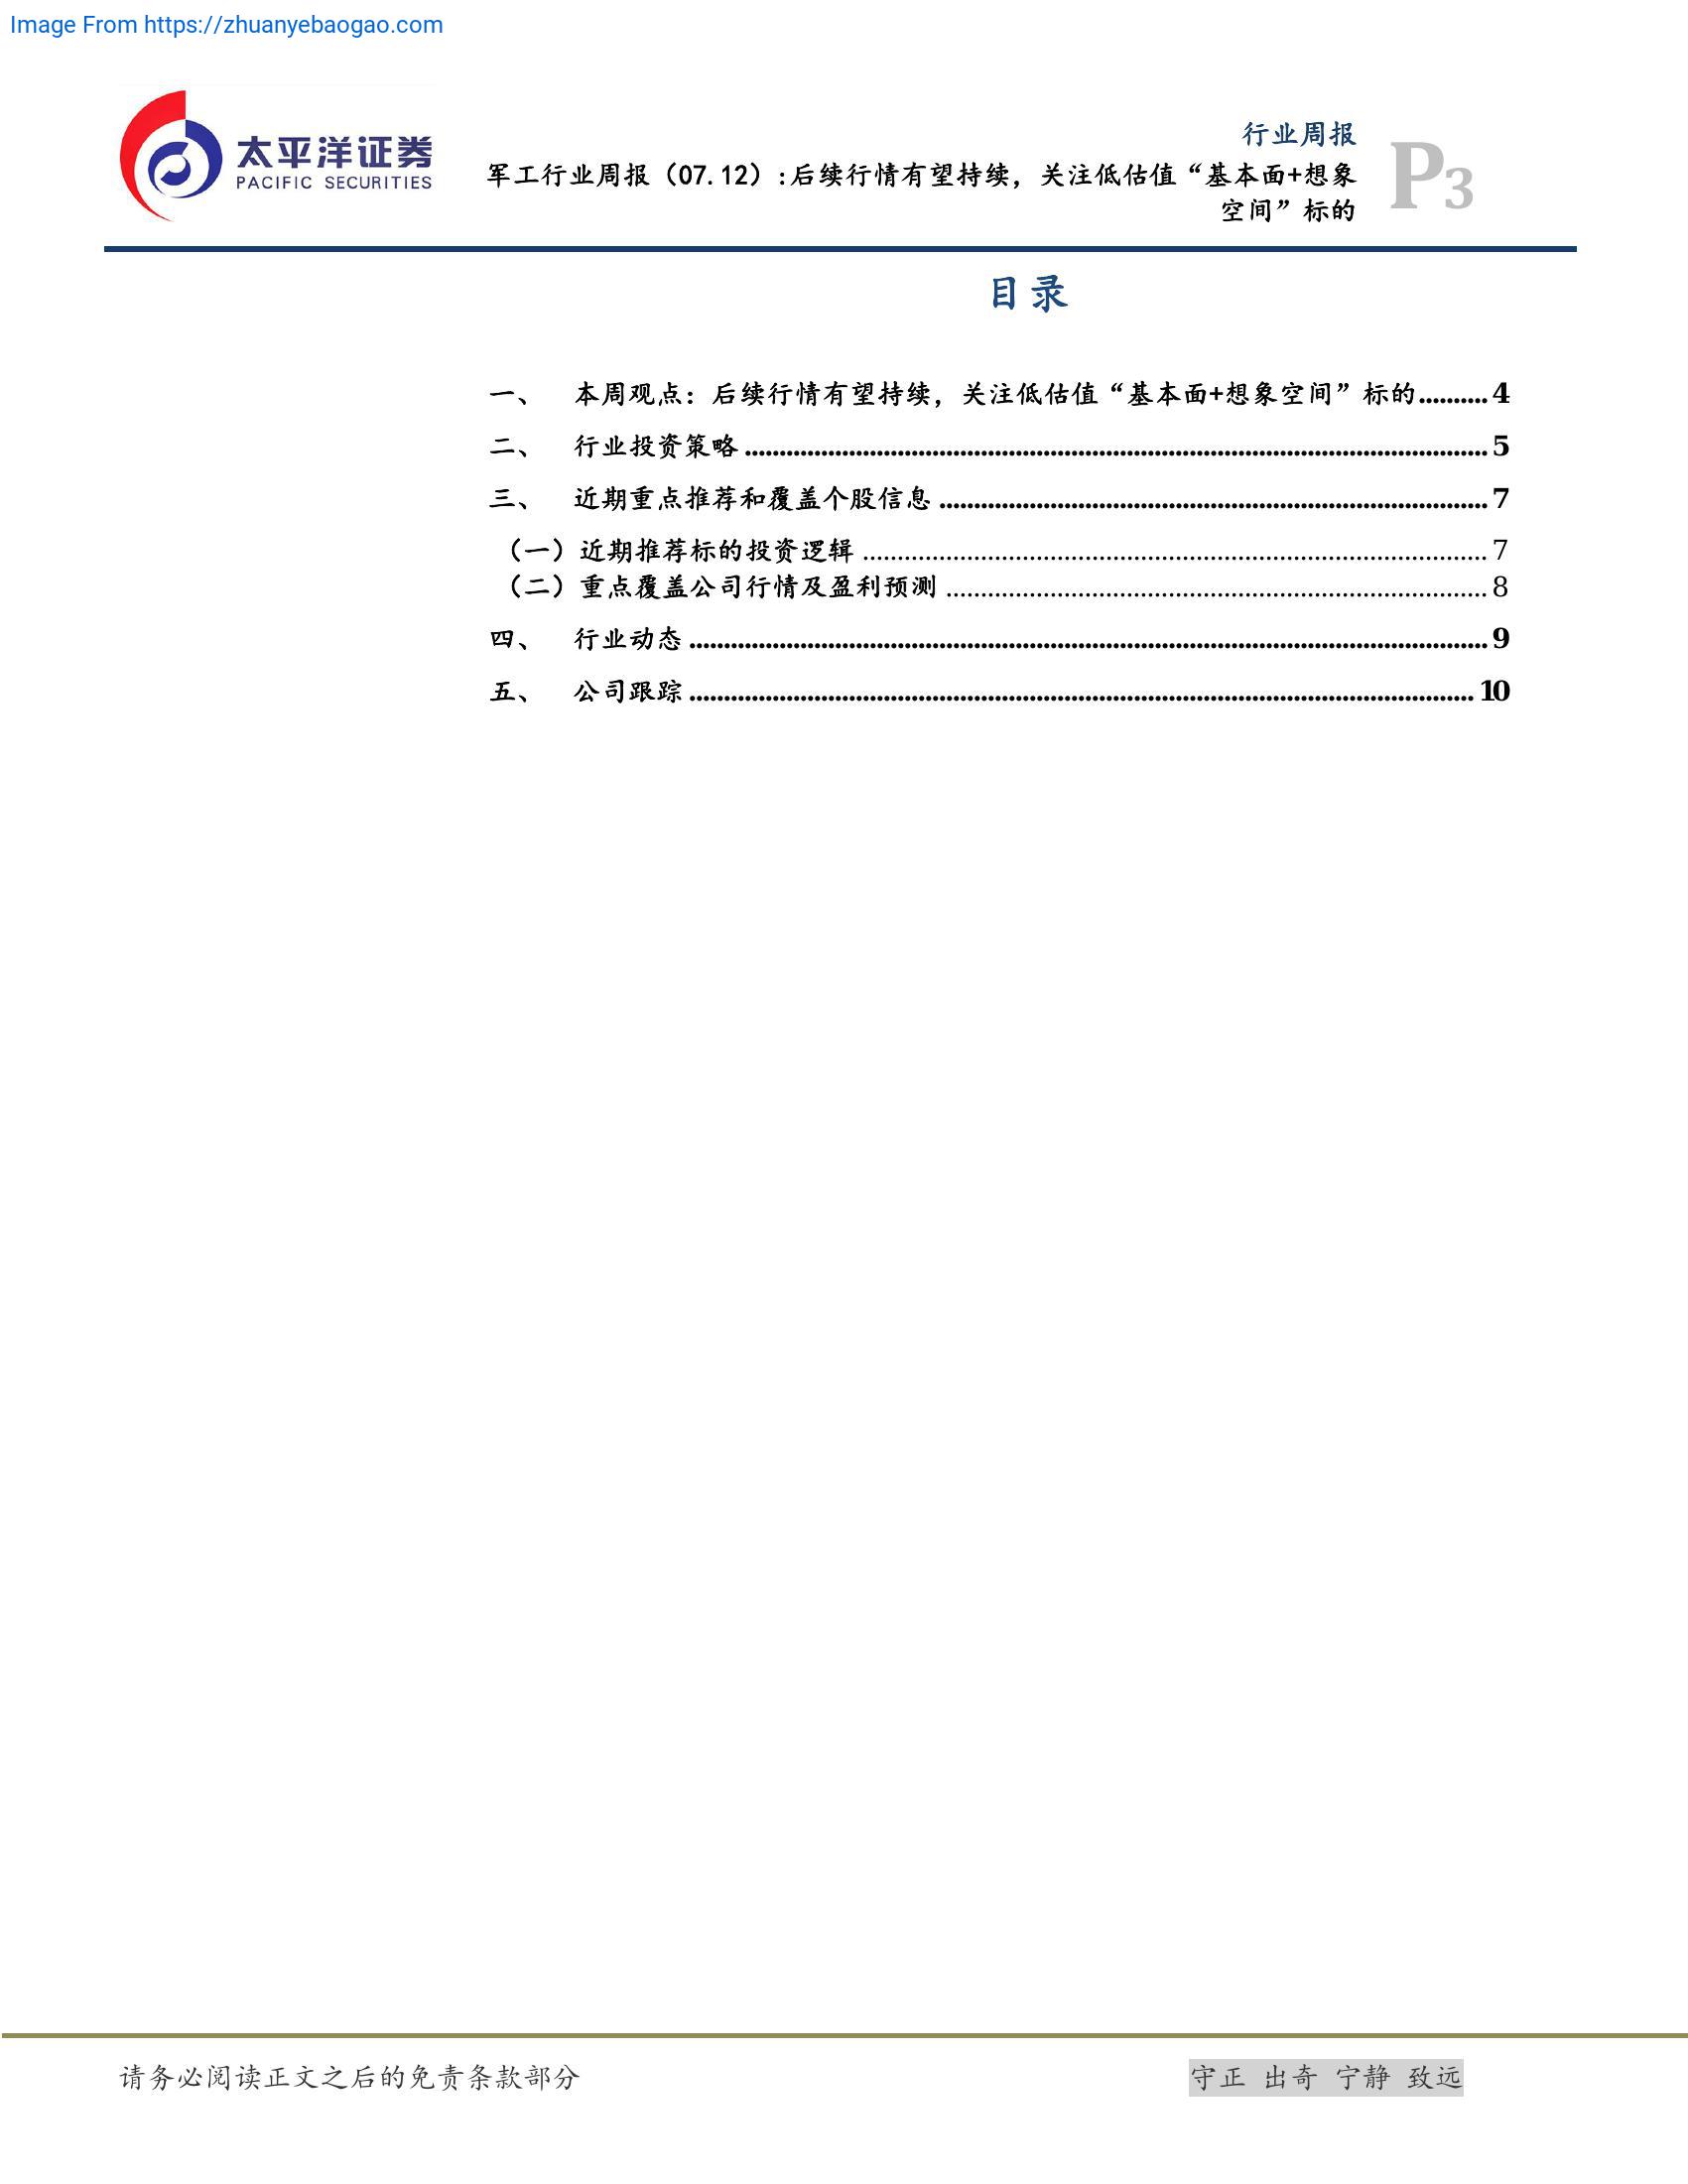 Image From https://zhuanyebaogao.com
太平洋证券
PACIFIC SECURITIES
行业周报
军工行业周报（07.12）:后续行情有望持续，关注低估值“基本面+想象
空间”标的
P3
目录
一、 本周观点：后续行情有望持续，关注低估值“基本面+想象空间”标的..........4
二、 行业投资策略..........5
三、 近期重点推荐和覆盖个股信息..........7
（一）近期推荐标的投资逻辑..........7
（二）重点覆盖公司行情及盈利预测..........8
四、 行业动态..........9
五、 公司跟踪..........10
请务必阅读正文之后的免责条款部分
守正 出奇 宁静 致远